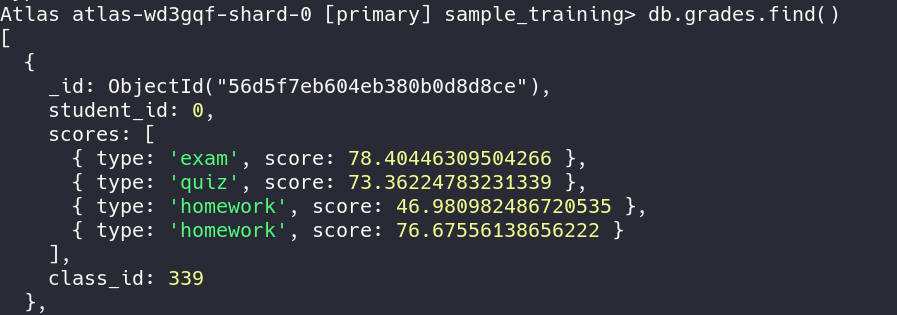 Atlas atlas-wd3gqf-shard-0 [primary] sample_training> db.grades.find()
[
  {
    _id: ObjectId("56d5f7eb604eb380b0d8d8ce"),
    student_id: 0,
    scores: [
      { type: 'exam', score: 78.40446309504266 },
      { type: 'quiz', score: 73.36224783231339 },
      { type: 'homework', score: 46.980982486720535 },
      { type: 'homework', score: 76.67556138656222 }
    ],
    class_id: 339
  },